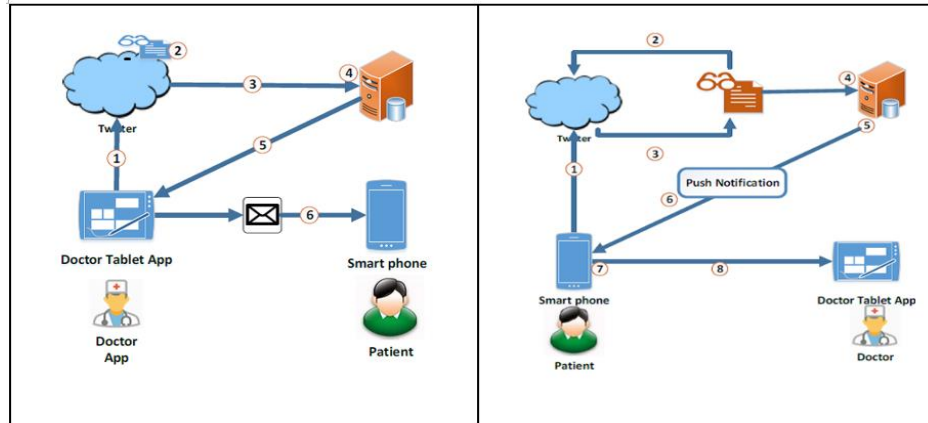 2
3
4
Twitter
1
5
6
Doctor Tablet App
Smart phone
Doctor
App
Patient
2
4
Twitter
5
3
1
Push Notification
6
7
8
Smart phone
Doctor Tablet App
Patient
Doctor